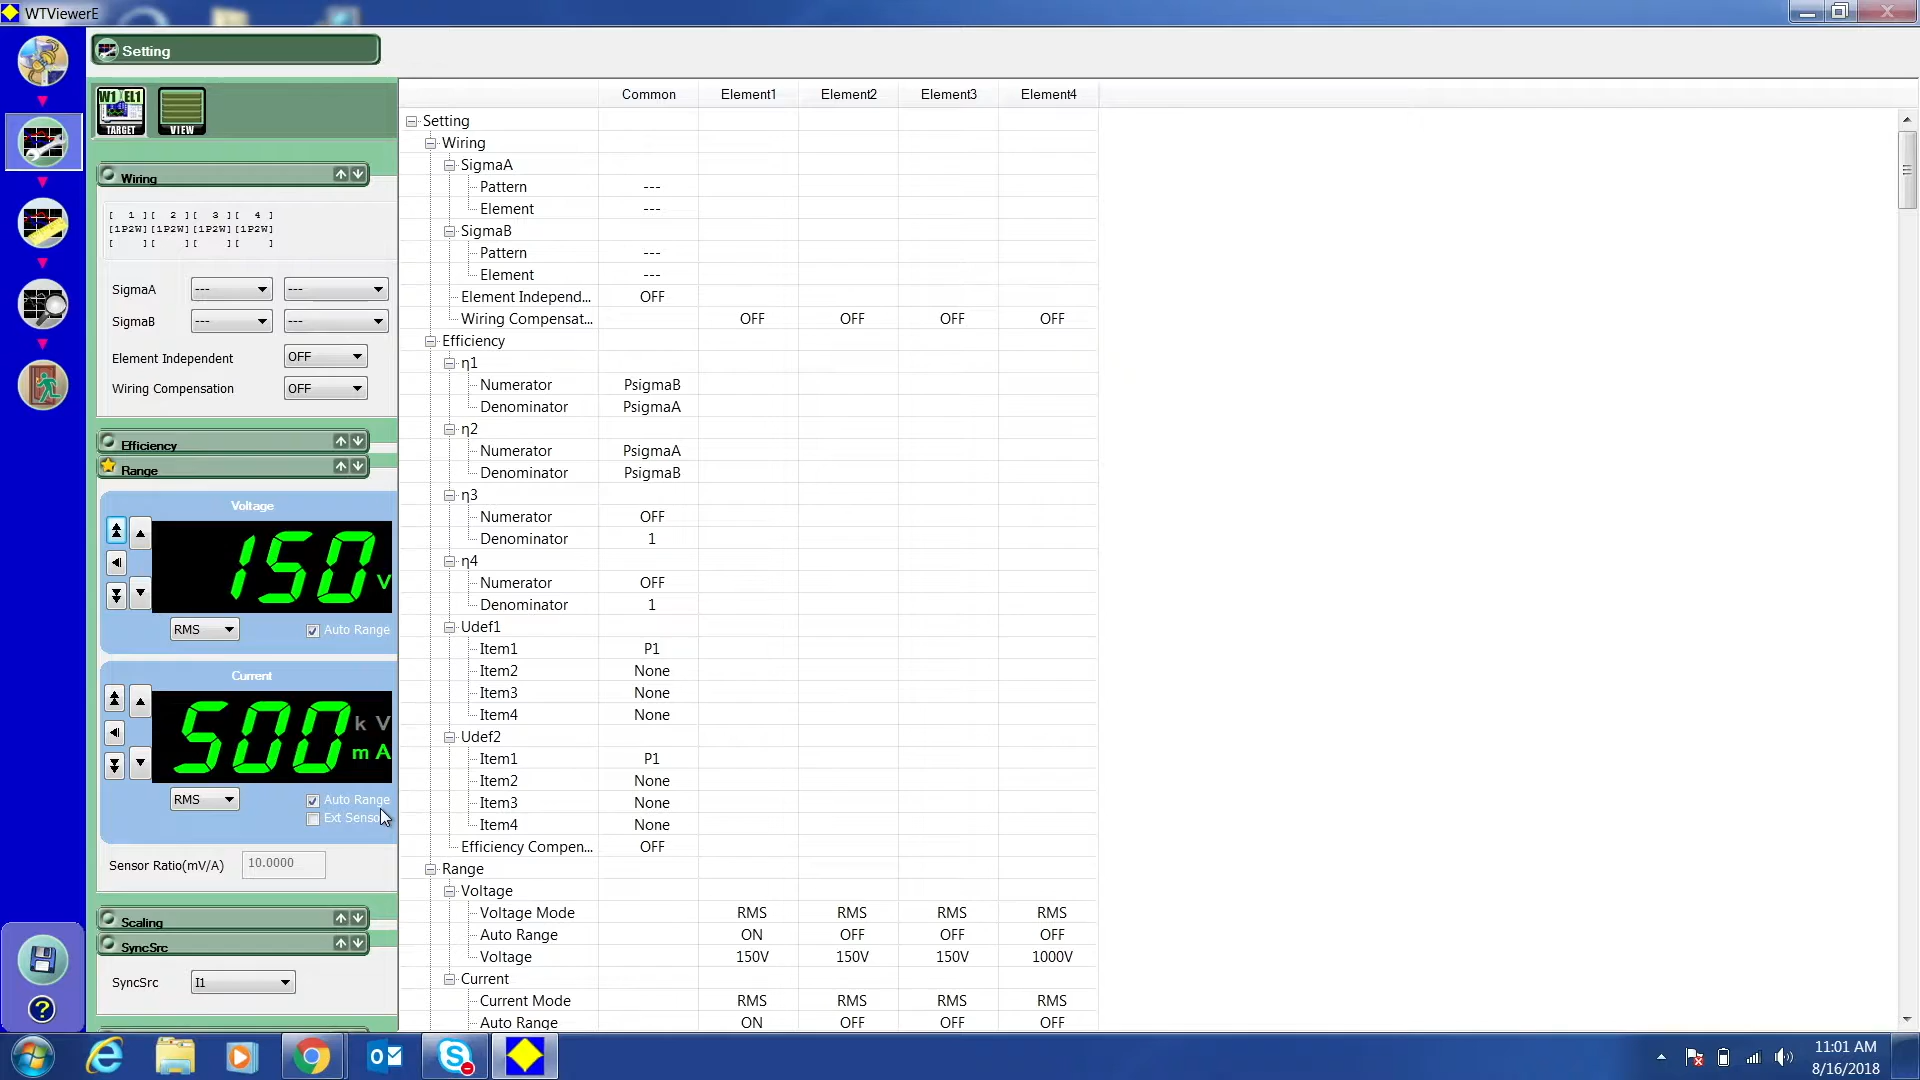 WTViewerE
Setting
W1 EL1
TARGET
VIEW
Wiring
[ 1 ][ 2 ][ 3 ][ 4 ]
[1P2W][1P2W][1P2W][1P2W]
[ ][ ]
SigmaA --- ---
SigmaB --- ---
Element Independent OFF
Wiring Compensation OFF
Efficiency
Range
Voltage
150 V
RMS Auto Range
Current
500 k V
m A
RMS Auto Range
Ext Senso
Sensor Ratio(mV/A) 10.0000
Scaling
SyncSrc
SyncSrc I1
Common Element1 Element2 Element3 Element4
Setting
Wiring
SigmaA
Pattern ---
Element ---
SigmaB
Pattern ---
Element ---
Element Independ... OFF
Wiring Compensat... OFF OFF OFF OFF
Efficiency
η1
Numerator PsigmaB
Denominator PsigmaA
η2
Numerator PsigmaA
Denominator PsigmaB
η3
Numerator OFF
Denominator 1
η4
Numerator OFF
Denominator 1
Udef1
Item1 P1
Item2 None
Item3 None
Item4 None
Udef2
Item1 P1
Item2 None
Item3 None
Item4 None
Efficiency Compen... OFF
Range
Voltage
Voltage Mode RMS RMS RMS RMS
Auto Range ON OFF OFF OFF
Voltage 150V 150V 150V 1000V
Current
Current Mode RMS RMS RMS RMS
Auto Range ON OFF OFF OFF
11:01 AM
8/16/2018